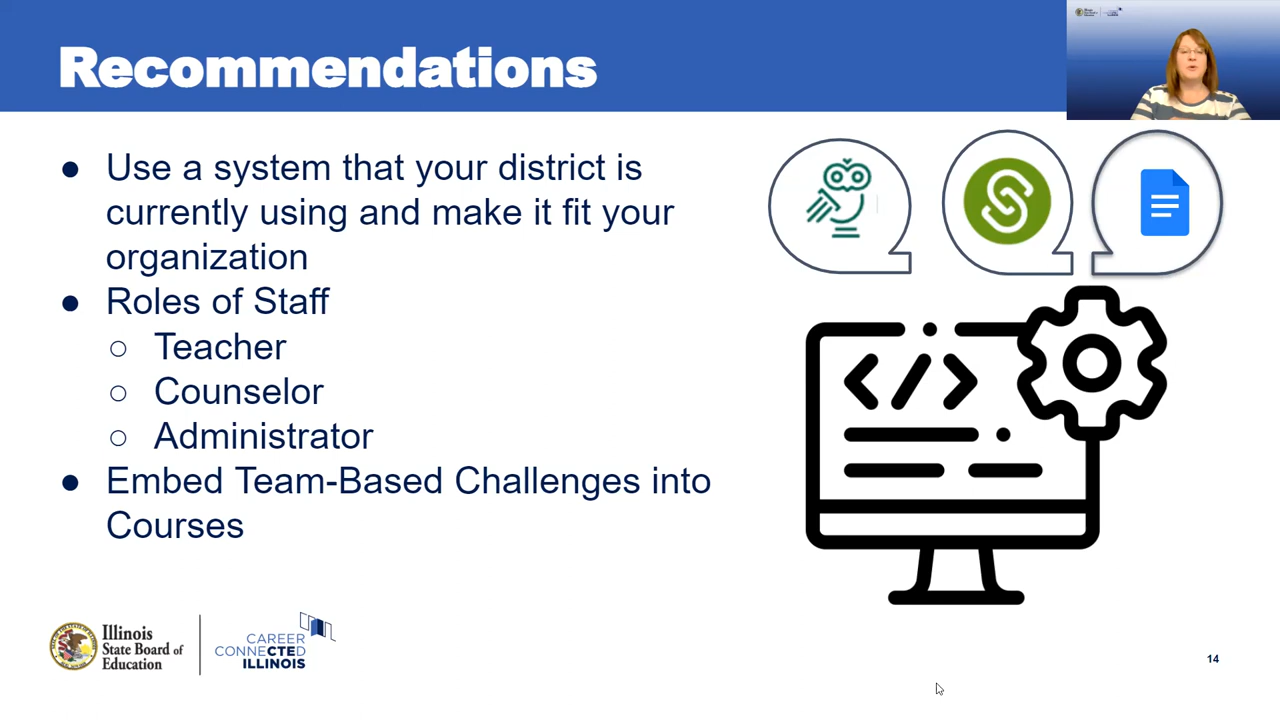 Recommendations
● Use a system that your district is
currently using and make it fit your
organization
● Roles of Staff
○ Teacher
○ Counselor
○ Administrator
● Embed Team-Based Challenges into
Courses
Illinois
State Board of
Education
CAREER
CONNECTED
ILLINOIS
14